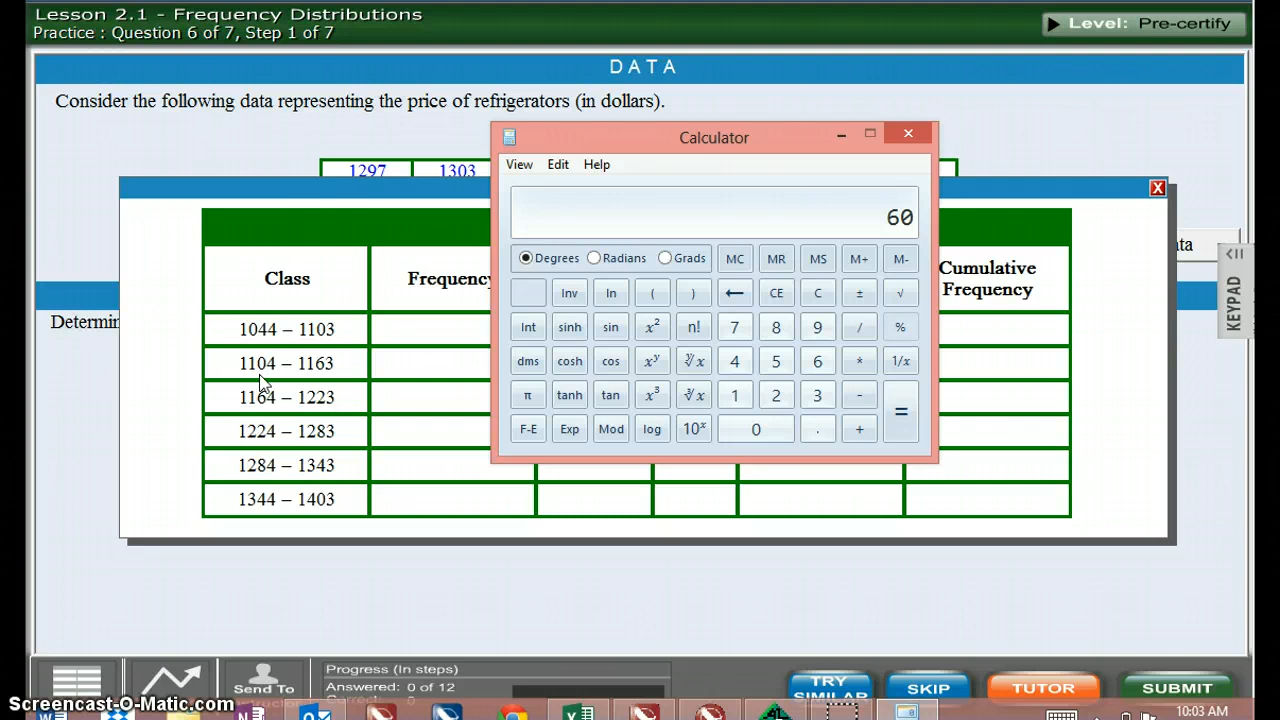 Lesson 2.1 - Frequency Distributions
Practice : Question 6 of 7, Step 1 of 7
Level: Pre-certify
DATA
Consider the following data representing the price of refrigerators (in dollars).
1297 1303
Calculator
View Edit Help
60
Degrees Radians Grads MC MR MS M+ M-
Inv ln ( ) ← CE C ± √
Int sinh sin x² n! 7 8 9 / %
dms cosh cos xʸ ʸ√x 4 5 6 * 1/x
π tanh tan x³ ³√x 1 2 3 - =
F-E Exp Mod log 10ˣ 0 . +
X
ta
KEYPAD
Class Frequency Cumulative Frequency
1044 – 1103
1104 – 1163
1164 – 1223
1224 – 1283
1284 – 1343
1344 – 1403
Determin
Progress (In steps)
Answered: 0 of 12
Correct : 0
Send To
TRY SIMILAR
SKIP
TUTOR
SUBMIT
Screencast-O-Matic.com
10:03 AM